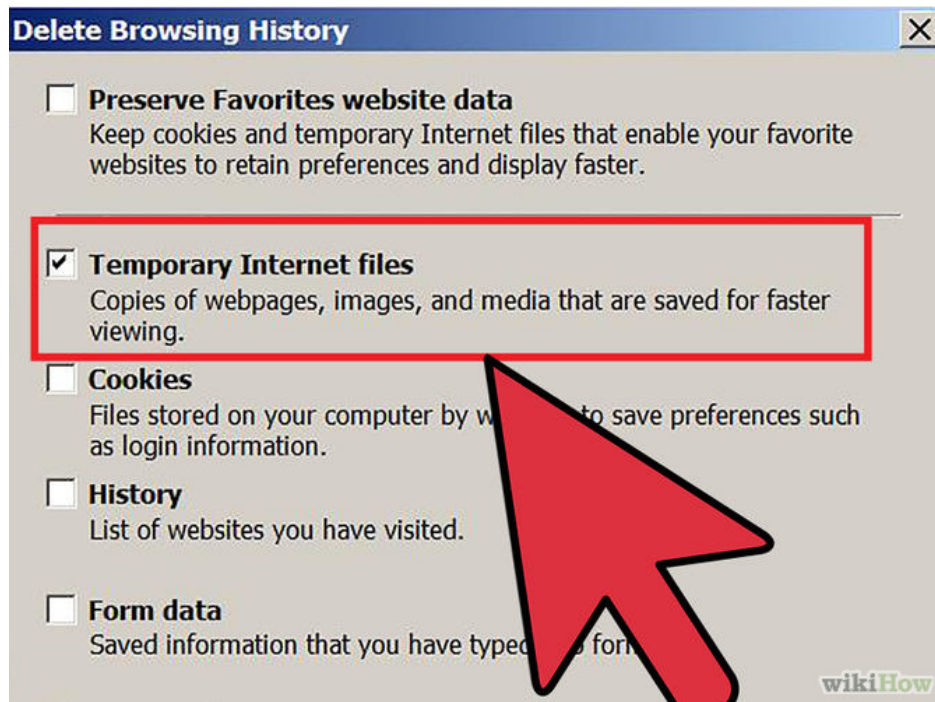 Delete Browsing History
Preserve Favorites website data
Keep cookies and temporary Internet files that enable your favorite
websites to retain preferences and display faster.
Temporary Internet files
Copies of webpages, images, and media that are saved for faster
viewing.
Cookies
Files stored on your computer by to save preferences such
as login information.
History
List of websites you have visited.
Form data
Saved information that you have typed
wikiHow